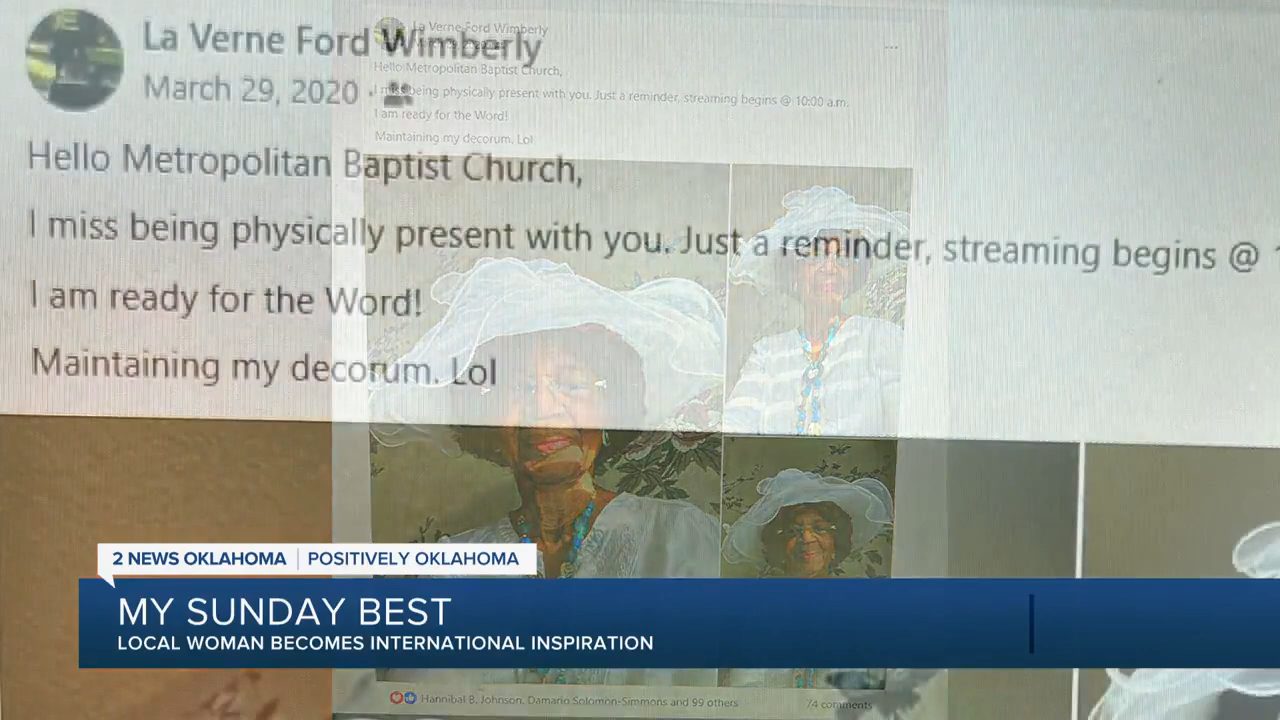 La Verne Ford Wimberly
March 29, 2020 ·
Hello Metropolitan Baptist Church,
I miss being physically present with you. Just a reminder, streaming begins @
I am ready for the Word!
Maintaining my decorum. Lol
La Verne Ford Wimberly
Hello Metropolitan Baptist Church,
I miss being physically present with you. Just a reminder, streaming begins @ 10:00 a.m.
I am ready for the Word!
Maintaining my decorum. Lol
2 NEWS OKLAHOMA | POSITIVELY OKLAHOMA
MY SUNDAY BEST
LOCAL WOMAN BECOMES INTERNATIONAL INSPIRATION
Hannibal B. Johnson, Damario Solomon-Simmons and 99 others
74 comments